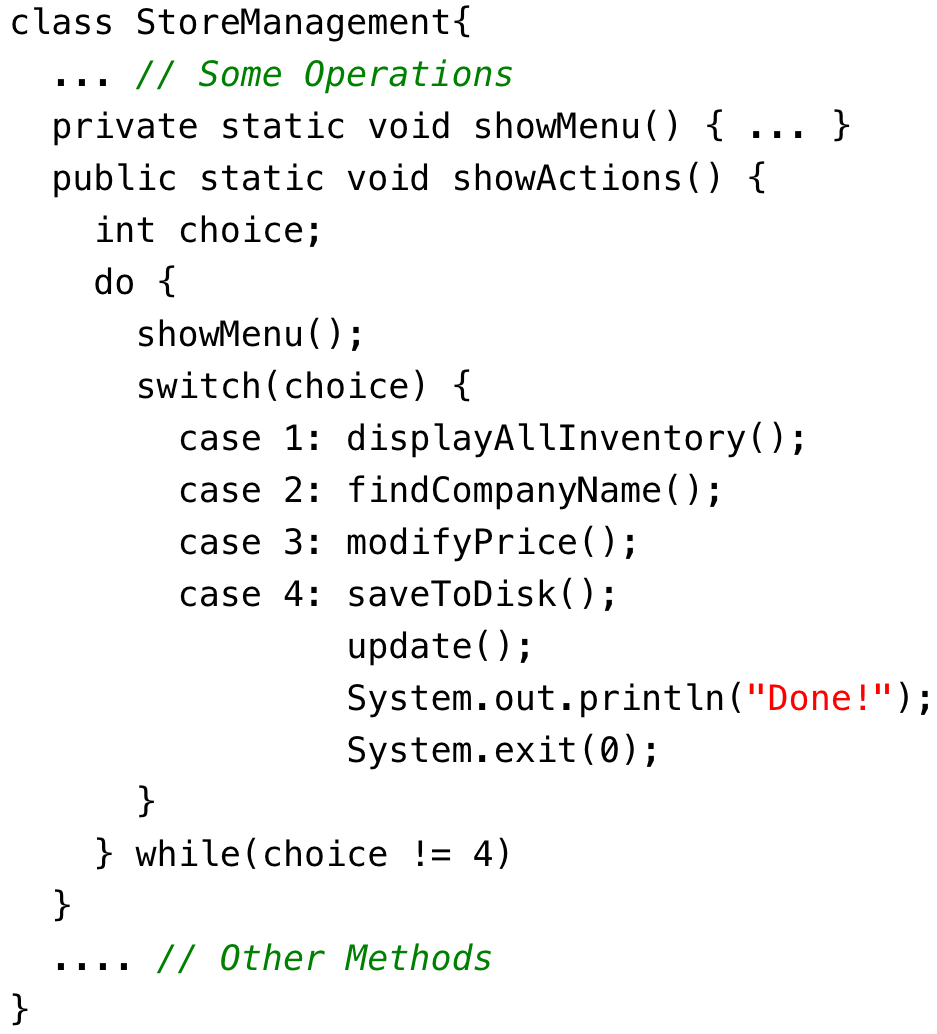 class StoreManagement{
  ... // Some Operations
  private static void showMenu() { ... }
  public static void showActions() {
    int choice;
    do {
      showMenu();
      switch(choice) {
        case 1: displayAllInventory();
        case 2: findCompanyName();
        case 3: modifyPrice();
        case 4: saveToDisk();
                update();
                System.out.println("Done!");
                System.exit(0);
      }
    } while(choice != 4)
  }
  .... // Other Methods
}